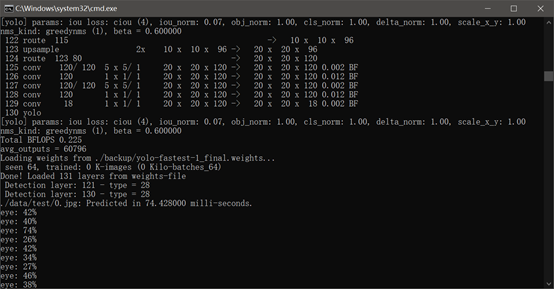 C:\Windows\system32\cmd.exe
[yolo] params: iou loss: ciou (4), iou_norm: 0.07, obj_norm: 1.00, cls_norm: 1.00, delta_norm: 1.00, scale_x_y: 1.00
nms_kind: greedynms (1), beta = 0.600000
122 route 115 -> 10 x 10 x 96
123 upsample 2x 10 x 10 x 96 -> 20 x 20 x 96
124 route 123 80 -> 20 x 20 x 120
125 conv 120/ 120 5 x 5/ 1 20 x 20 x 120 -> 20 x 20 x 120 0.002 BF
126 conv 120 1 x 1/ 1 20 x 20 x 120 -> 20 x 20 x 120 0.012 BF
127 conv 120/ 120 5 x 5/ 1 20 x 20 x 120 -> 20 x 20 x 120 0.002 BF
128 conv 120 1 x 1/ 1 20 x 20 x 120 -> 20 x 20 x 120 0.012 BF
129 conv 18 1 x 1/ 1 20 x 20 x 120 -> 20 x 20 x 18 0.002 BF
130 yolo
[yolo] params: iou loss: ciou (4), iou_norm: 0.07, obj_norm: 1.00, cls_norm: 1.00, delta_norm: 1.00, scale_x_y: 1.00
nms_kind: greedynms (1), beta = 0.600000
Total BFLOPS 0.225
avg_outputs = 60796
Loading weights from ./backup/yolo-fastest-1_final.weights...
seen 64, trained: 0 K-images (0 Kilo-batches_64)
Done! Loaded 131 layers from weights-file
Detection layer: 121 - type = 28
Detection layer: 130 - type = 28
./data/test/0.jpg: Predicted in 74.428000 milli-seconds.
eye: 42%
eye: 40%
eye: 74%
eye: 26%
eye: 42%
eye: 34%
eye: 27%
eye: 46%
eye: 38%